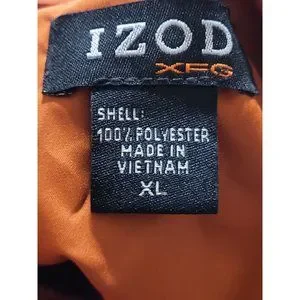 IZOD
XFG
SHELL:
100% POLYESTER
MADE IN
VIETNAM
XL